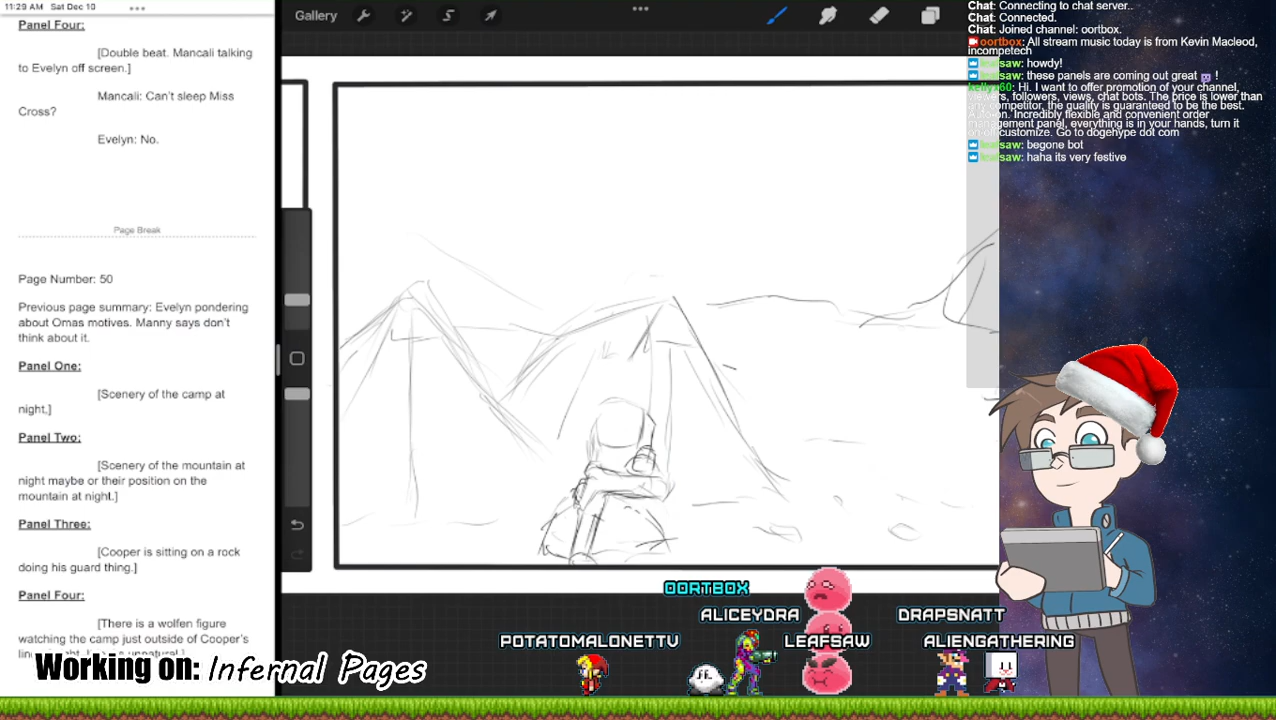 11:29 AM Sat Dec 10
Panel Four:
[Double beat. Mancali talking
to Evelyn off screen.]
Mancali: Can't sleep Miss
Cross?
Evelyn: No.
Page Break
Page Number: 50
Previous page summary: Evelyn pondering
about Omas motives. Manny says don't
think about it.
Panel One:
[Scenery of the camp at
night,]
Panel Two:
[Scenery of the mountain at
night maybe or their position on the
mountain at night.]
Panel Three:
[Cooper is sitting on a rock
doing his guard thing.]
Panel Four:
[There is a wolfen figure
watching the camp just outside of Cooper's
Gallery
Chat: Connecting to chat server..
Chat: Connected.
Chat: Joined channel: oortbox.
oortbox: All stream music today is from Kevin Macleod,
incompetech
leafsaw: howdy!
leafsaw: these panels are coming out great !
Hi. I want to offer promotion of your channel,
followers, views, chat bots. The price is lower than
any competitor, the quality is guaranteed to be the best.
Incredibly flexible and convenient order
management panel, everything is in your hands, turn it
customize. Go to dogehype dot com
leafsaw: begone bot
leafsaw: haha its very festive
OORTBOX
ALICEYDRA
DRAPSNATT
POTATOMALONETTV
LEAFSAW
ALIENGATHERING
Working on: Infernal Pages